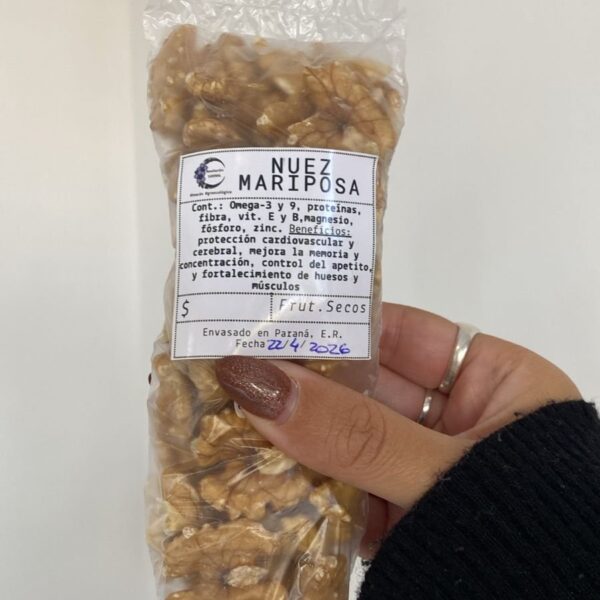 NUEZ
MARIPOSA
Cont.: Omega-3 y 9, proteínas,
fibra, vit. E y B,magnesio,
fósforo, zinc. Beneficios:
protección cardiovascular y
cerebral, mejora la memoria y
concentración, control del apetito,
y fortalecimiento de huesos y
músculos
$ Frut.Secos
Envasado en Paraná, E.R.
Fecha 22/4/2026